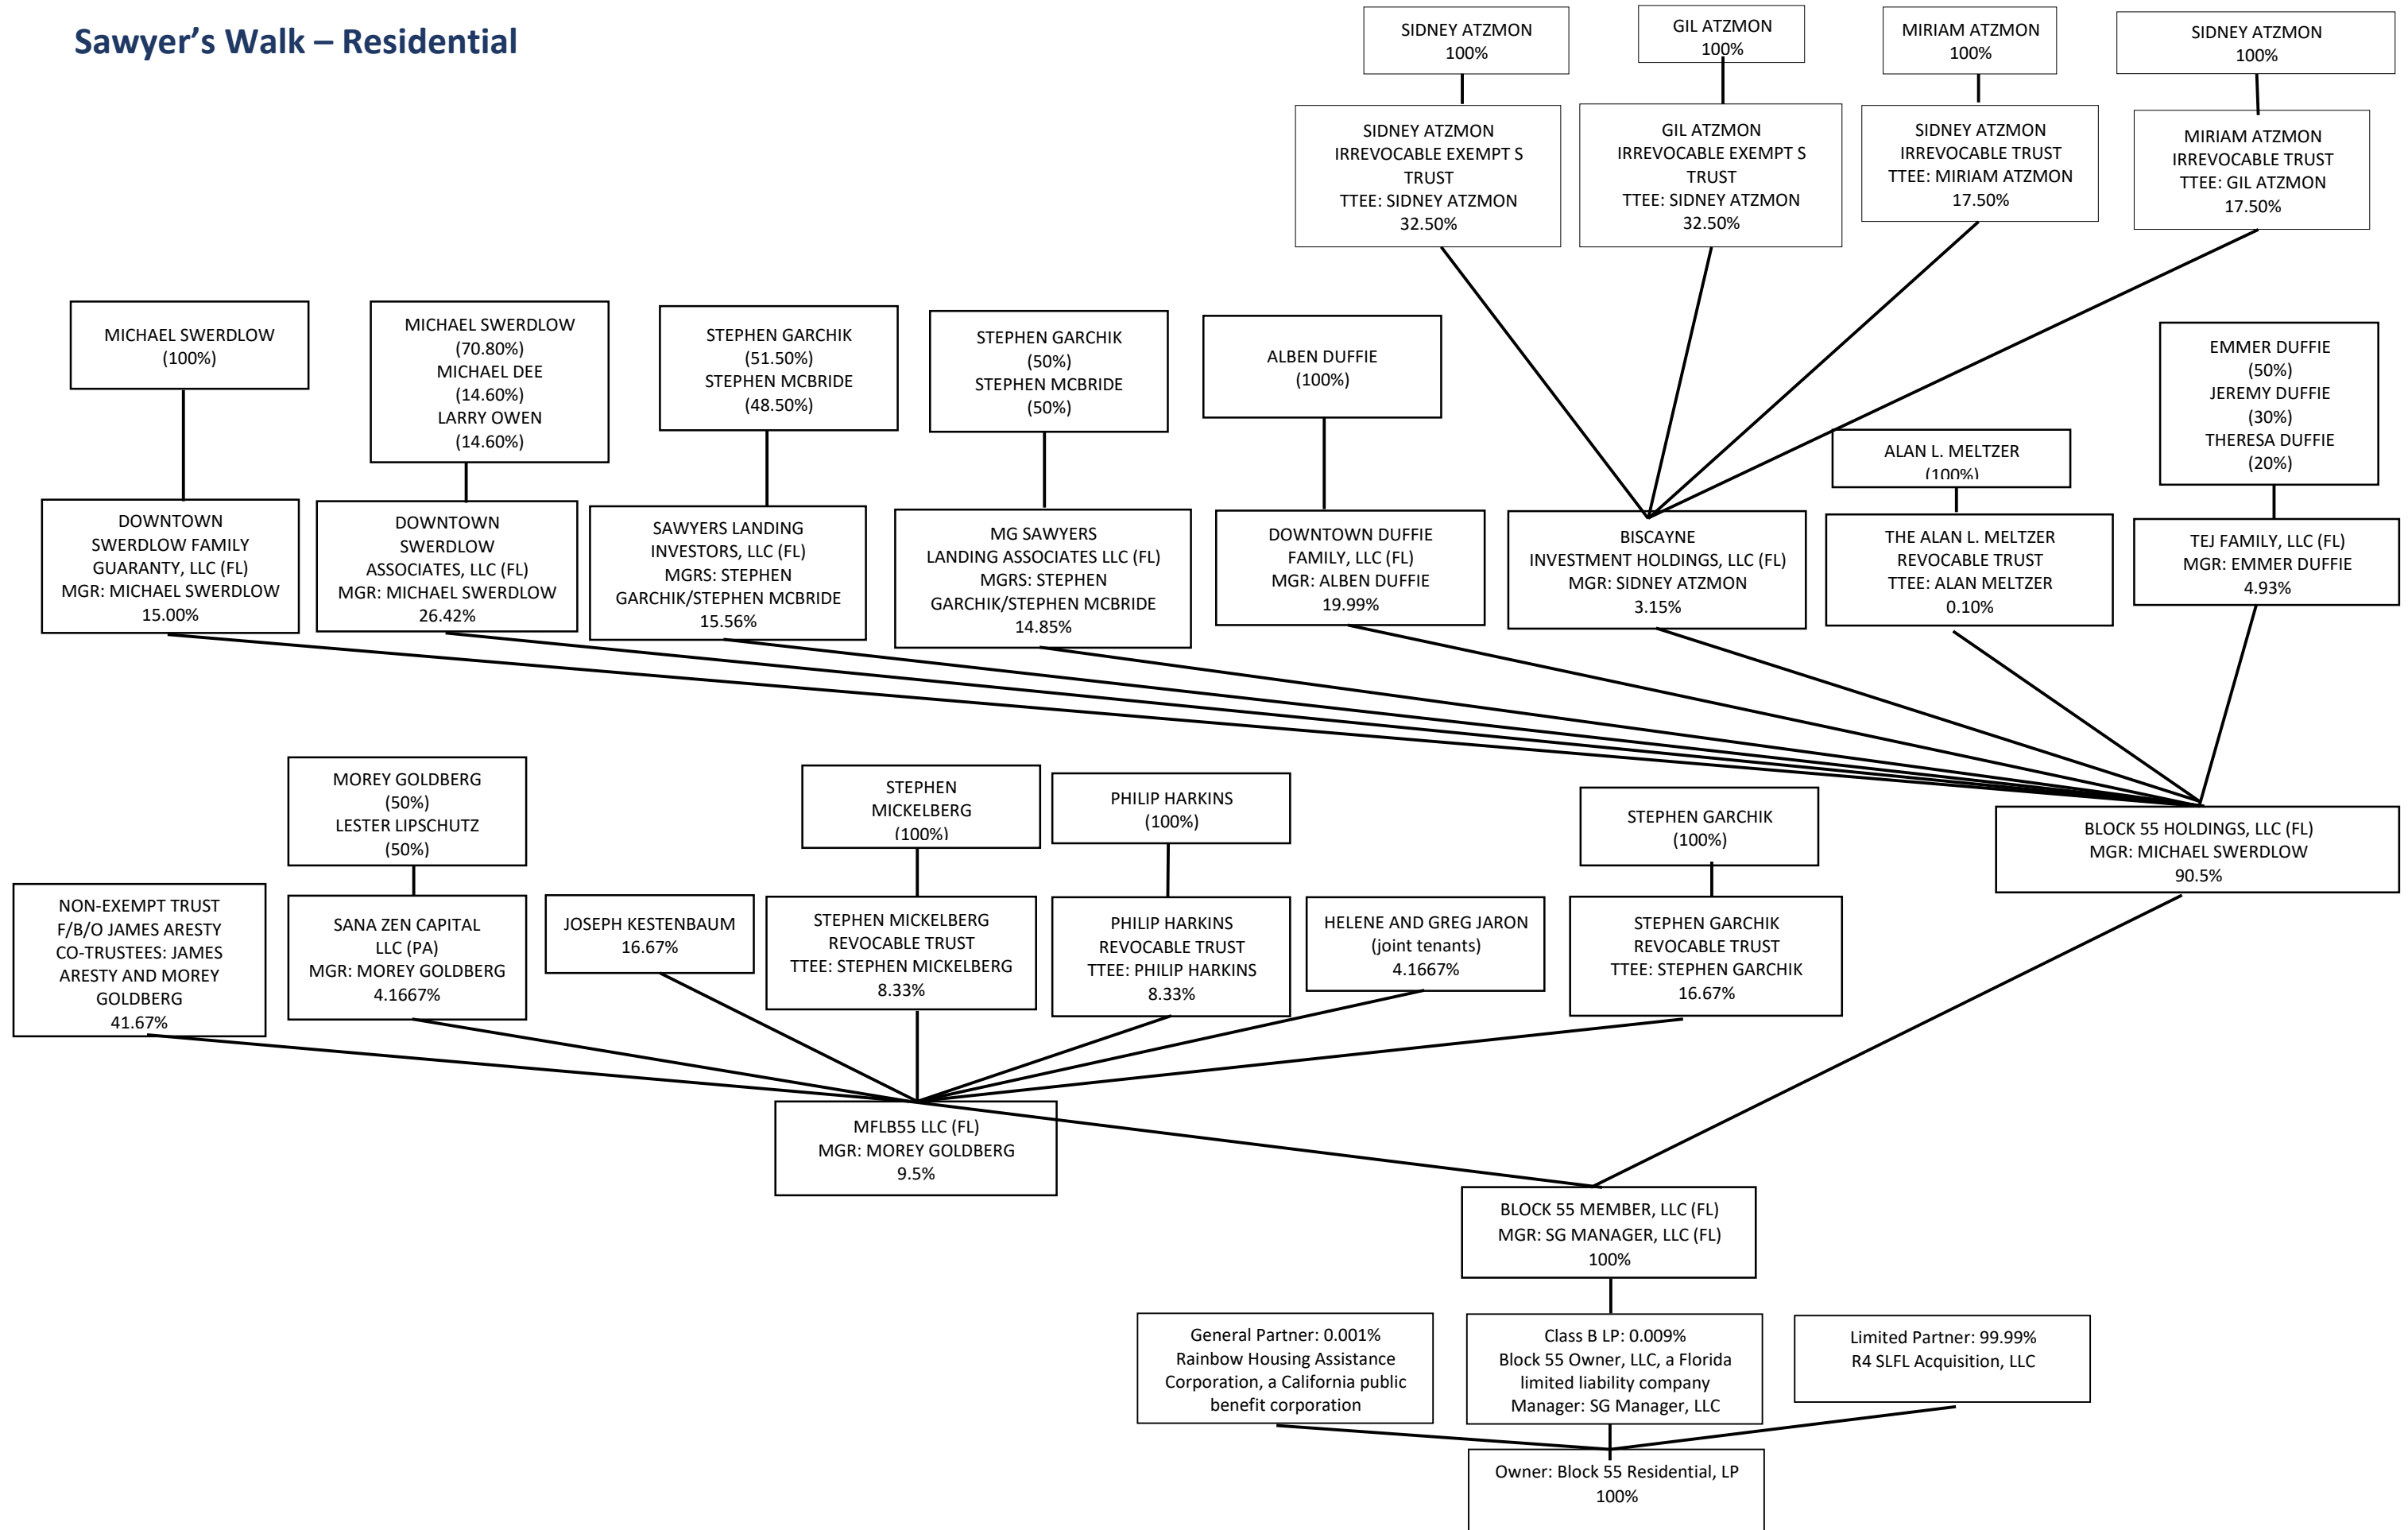 Sawyer's Walk – Residential
SIDNEY ATZMON
100%
GIL ATZMON
100%
MIRIAM ATZMON
100%
SIDNEY ATZMON
100%
SIDNEY ATZMON
IRREVOCABLE EXEMPT S
TRUST
TTEE: SIDNEY ATZMON
32.50%
GIL ATZMON
IRREVOCABLE EXEMPT S
TRUST
TTEE: SIDNEY ATZMON
32.50%
SIDNEY ATZMON
IRREVOCABLE TRUST
TTEE: MIRIAM ATZMON
17.50%
MIRIAM ATZMON
IRREVOCABLE TRUST
TTEE: GIL ATZMON
17.50%
MICHAEL SWERDLOW
(100%)
MICHAEL SWERDLOW
(70.80%)
MICHAEL DEE
(14.60%)
LARRY OWEN
(14.60%)
STEPHEN GARCHIK
(51.50%)
STEPHEN MCBRIDE
(48.50%)
STEPHEN GARCHIK
(50%)
STEPHEN MCBRIDE
(50%)
ALBEN DUFFIE
(100%)
ALAN L. MELTZER
(100%)
EMMER DUFFIE
(50%)
JEREMY DUFFIE
(30%)
THERESA DUFFIE
(20%)
DOWNTOWN
SWERDLOW FAMILY
GUARANTY, LLC (FL)
MGR: MICHAEL SWERDLOW
15.00%
DOWNTOWN
SWERDLOW
ASSOCIATES, LLC (FL)
MGR: MICHAEL SWERDLOW
26.42%
SAWYERS LANDING
INVESTORS, LLC (FL)
MGRS: STEPHEN
GARCHIK/STEPHEN MCBRIDE
15.56%
MG SAWYERS
LANDING ASSOCIATES LLC (FL)
MGRS: STEPHEN
GARCHIK/STEPHEN MCBRIDE
14.85%
DOWNTOWN DUFFIE
FAMILY, LLC (FL)
MGR: ALBEN DUFFIE
19.99%
BISCAYNE
INVESTMENT HOLDINGS, LLC (FL)
MGR: SIDNEY ATZMON
3.15%
THE ALAN L. MELTZER
REVOCABLE TRUST
TTEE: ALAN MELTZER
0.10%
TEJ FAMILY, LLC (FL)
MGR: EMMER DUFFIE
4.93%
MOREY GOLDBERG
(50%)
LESTER LIPSCHUTZ
(50%)
STEPHEN
MICKELBERG
(100%)
PHILIP HARKINS
(100%)
STEPHEN GARCHIK
(100%)
BLOCK 55 HOLDINGS, LLC (FL)
MGR: MICHAEL SWERDLOW
90.5%
NON-EXEMPT TRUST
F/B/O JAMES ARESTY
CO-TRUSTEES: JAMES
ARESTY AND MOREY
GOLDBERG
41.67%
SANA ZEN CAPITAL
LLC (PA)
MGR: MOREY GOLDBERG
4.1667%
JOSEPH KESTENBAUM
16.67%
STEPHEN MICKELBERG
REVOCABLE TRUST
TTEE: STEPHEN MICKELBERG
8.33%
PHILIP HARKINS
REVOCABLE TRUST
TTEE: PHILIP HARKINS
8.33%
HELENE AND GREG JARON
(joint tenants)
4.1667%
STEPHEN GARCHIK
REVOCABLE TRUST
TTEE: STEPHEN GARCHIK
16.67%
MFLB55 LLC (FL)
MGR: MOREY GOLDBERG
9.5%
BLOCK 55 MEMBER, LLC (FL)
MGR: SG MANAGER, LLC (FL)
100%
General Partner: 0.001%
Rainbow Housing Assistance
Corporation, a California public
benefit corporation
Class B LP: 0.009%
Block 55 Owner, LLC, a Florida
limited liability company
Manager: SG Manager, LLC
Limited Partner: 99.99%
R4 SLFL Acquisition, LLC
Owner: Block 55 Residential, LP
100%